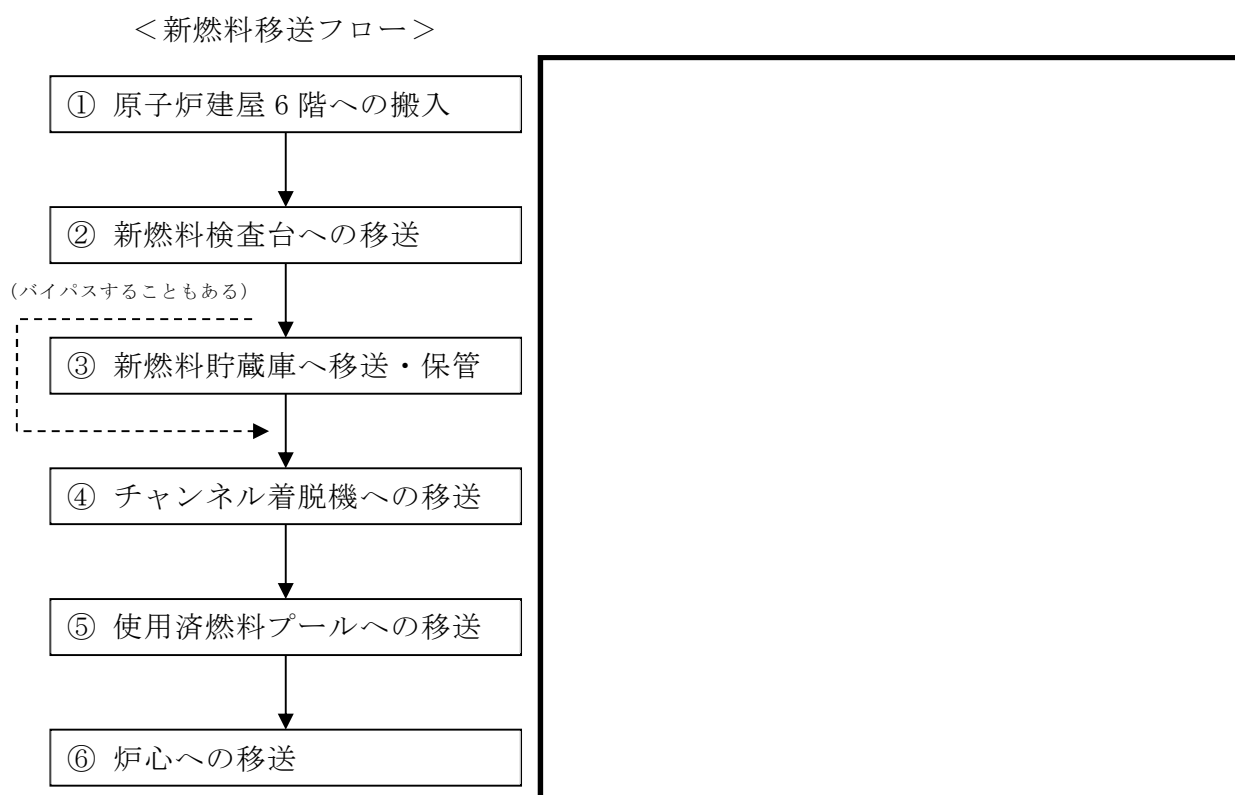 ＜新燃料移送フロー＞
① 原子炉建屋６階への搬入
② 新燃料検査台への移送
（バイパスすることもある）
③ 新燃料貯蔵庫へ移送・保管
④ チャンネル着脱機への移送
⑤ 使用済燃料プールへの移送
⑥ 炉心への移送